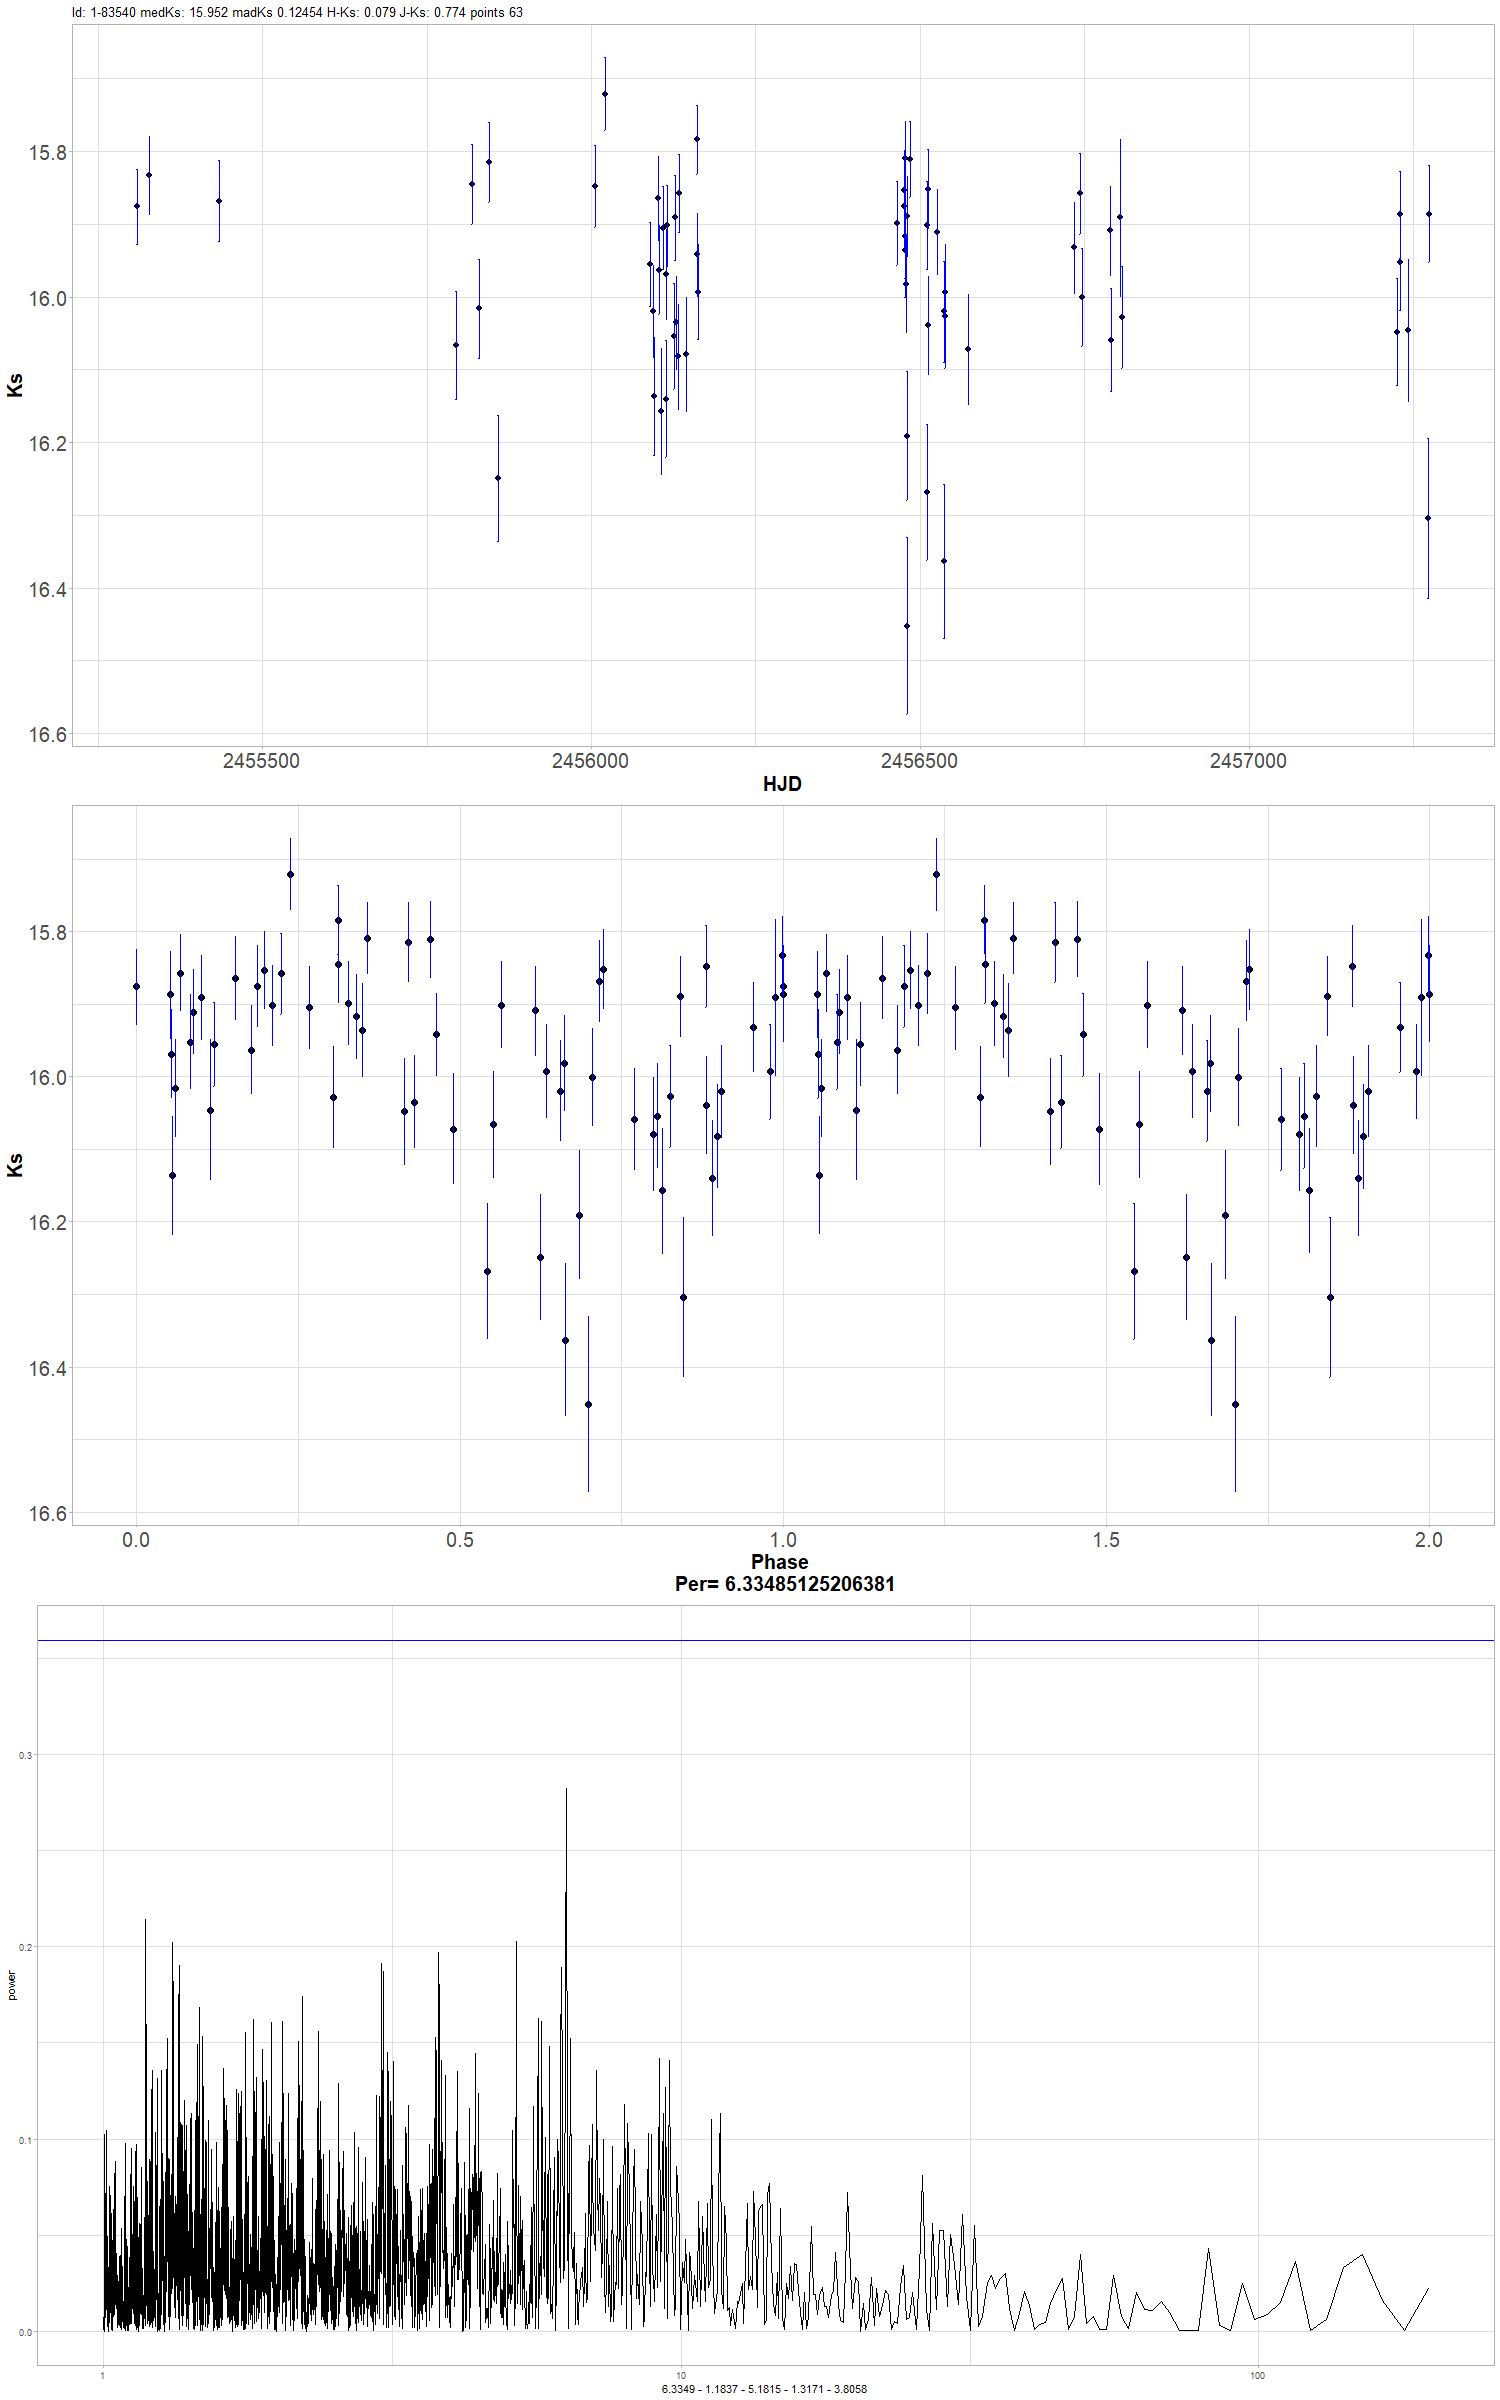 Id: 1-83540 medKs: 15.952 madKs 0.12454 H-Ks: 0.079 J-Ks: 0.774 points 63
15.8
16.0
16.2
16.4
16.6
Ks
2455500 2456000 2456500 2457000
HJD
15.8
16.0
16.2
16.4
16.6
Ks
0.0 0.5 1.0 1.5 2.0
Phase
Per= 6.33485125206381
0.3
0.2
0.1
0.0
power
1 10 100
6.3349 - 1.1837 - 5.1815 - 1.3171 - 3.8058